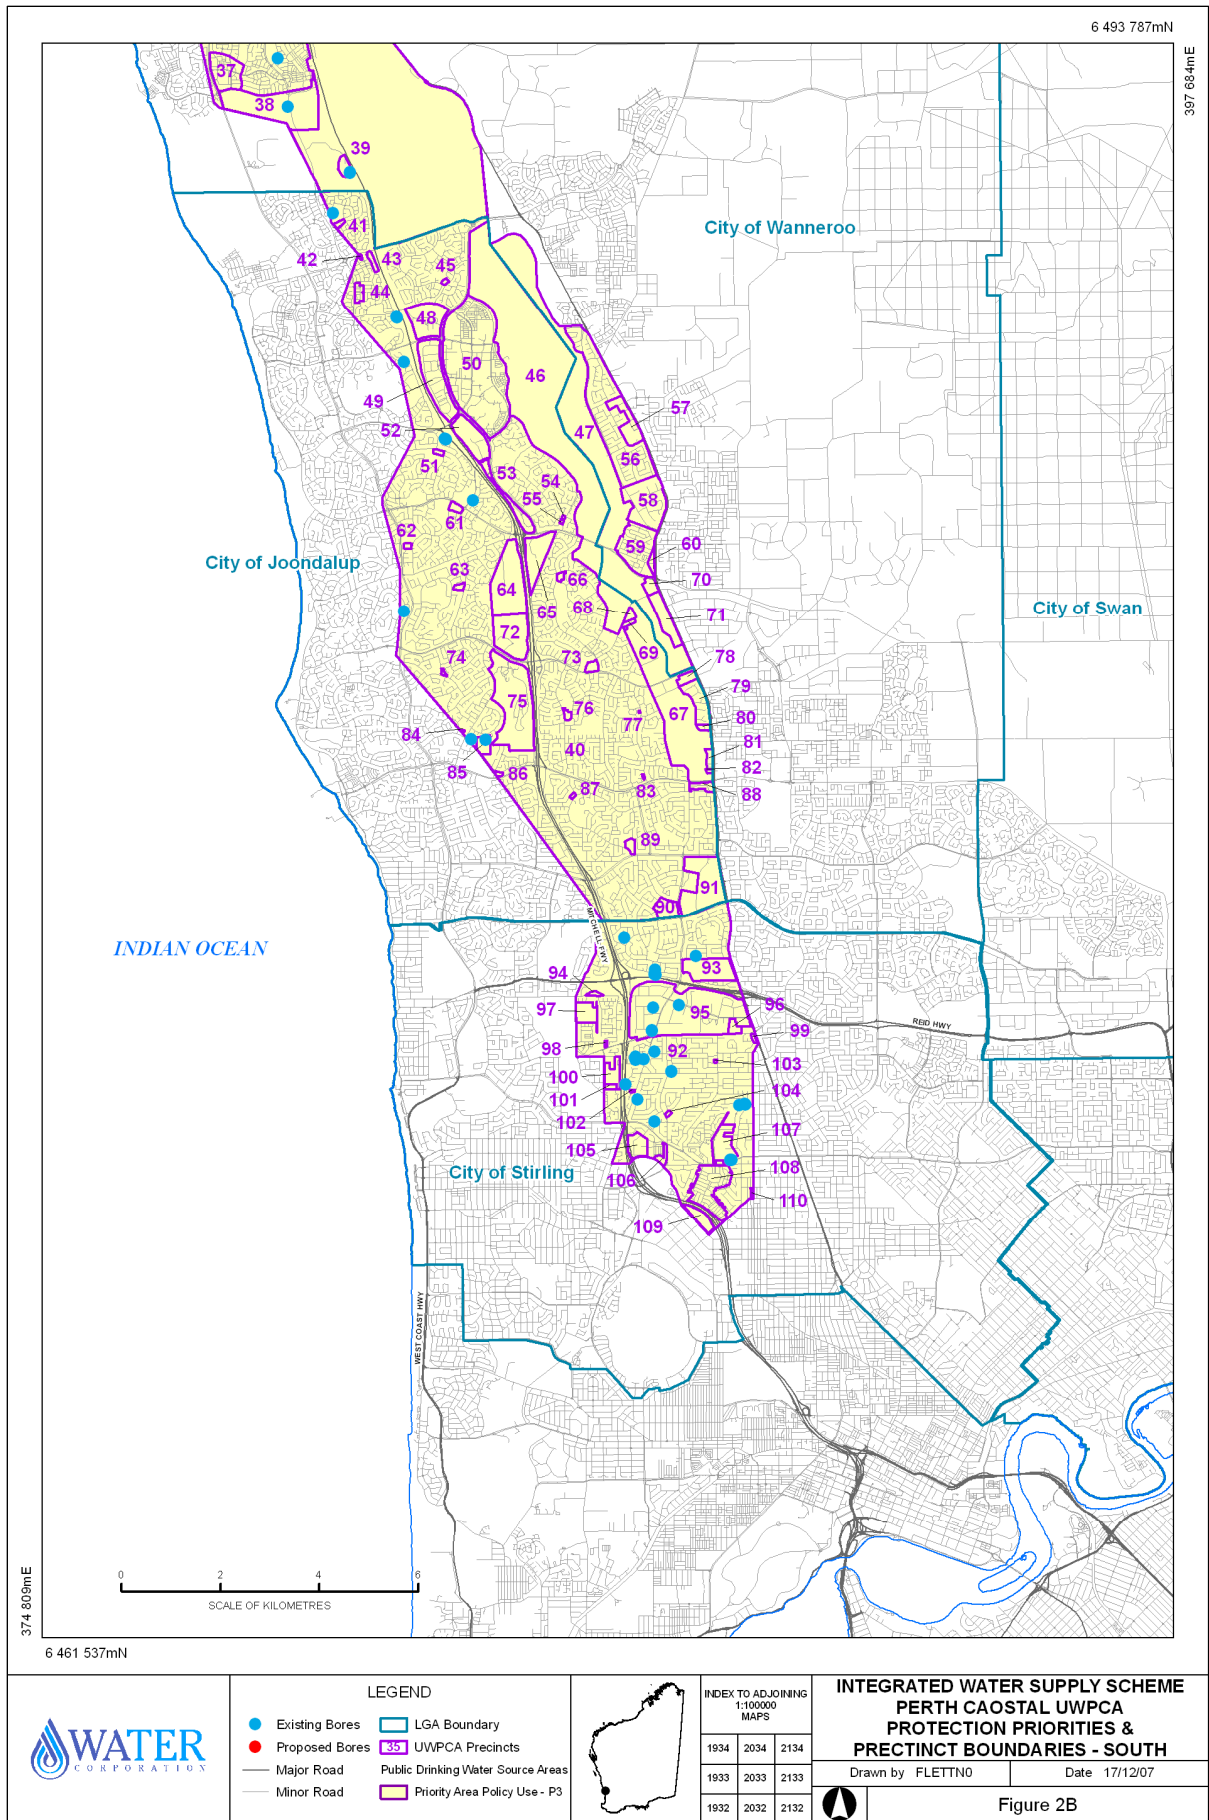 6 493 787mN
397 684mE
37
38
39
City of Wanneroo
41
42
43
45
44
48
50
46
49
57
52
47
56
51
53
54
55
58
61
62
59
60
City of Joondalup
70
63
64
66
65
68
71
City of Swan
72
69
73
74
78
75
79
76
77
67
80
84
40
81
85
86
82
83
87
88
89
91
90
MITCHELL FWY
INDIAN OCEAN
94
93
97
95
96
REID HWY
99
98
92
100
103
101
104
102
107
105
108
City of Stirling
106
110
109
WEST COAST HWY
0 2 4 6
SCALE OF KILOMETRES
374 809mE
6 461 537mN
WATER
CORPORATION
LEGEND
Existing Bores
LGA Boundary
Proposed Bores
35 UWPCA Precincts
Major Road
Public Drinking Water Source Areas
Minor Road
Priority Area Policy Use - P3
INDEX TO ADJOINING
1:100000
MAPS
1934 2034 2134
1933 2033 2133
1932 2032 2132
INTEGRATED WATER SUPPLY SCHEME
PERTH CAOSTAL UWPCA
PROTECTION PRIORITIES &
PRECTINCT BOUNDARIES - SOUTH
Drawn by FLETTN0
Date 17/12/07
Figure 2B